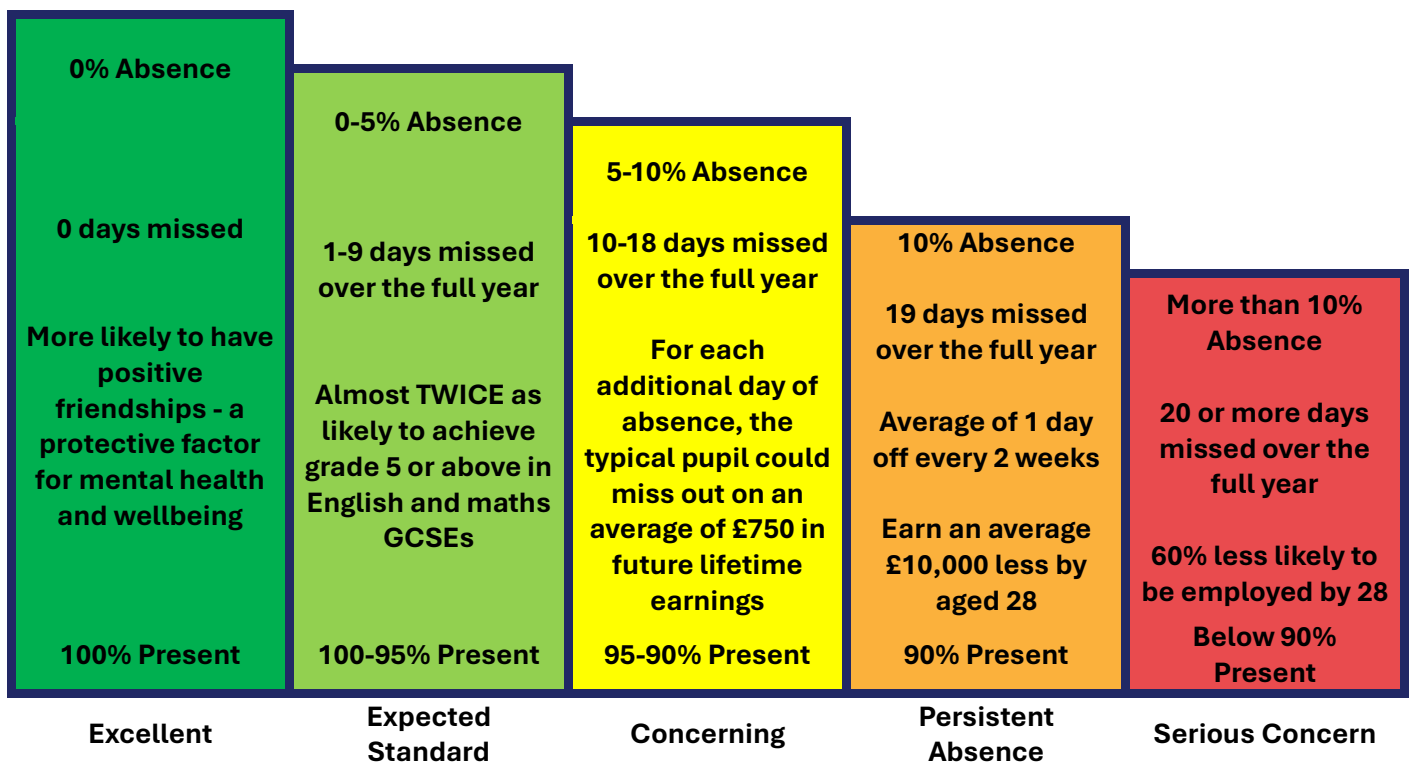 0% Absence
0 days missed
More likely to have
positive
friendships - a
protective factor
for mental health
and wellbeing
100% Present
Excellent
0-5% Absence
1-9 days missed
over the full year
Almost TWICE as
likely to achieve
grade 5 or above in
English and maths
GCSEs
100-95% Present
Expected
Standard
5-10% Absence
10-18 days missed
over the full year
For each
additional day of
absence, the
typical pupil could
miss out on an
average of £750 in
future lifetime
earnings
95-90% Present
Concerning
10% Absence
19 days missed
over the full year
Average of 1 day
off every 2 weeks
Earn an average
£10,000 less by
aged 28
90% Present
Persistent
Absence
More than 10%
Absence
20 or more days
missed over the
full year
60% less likely to
be employed by 28
Below 90%
Present
Serious Concern